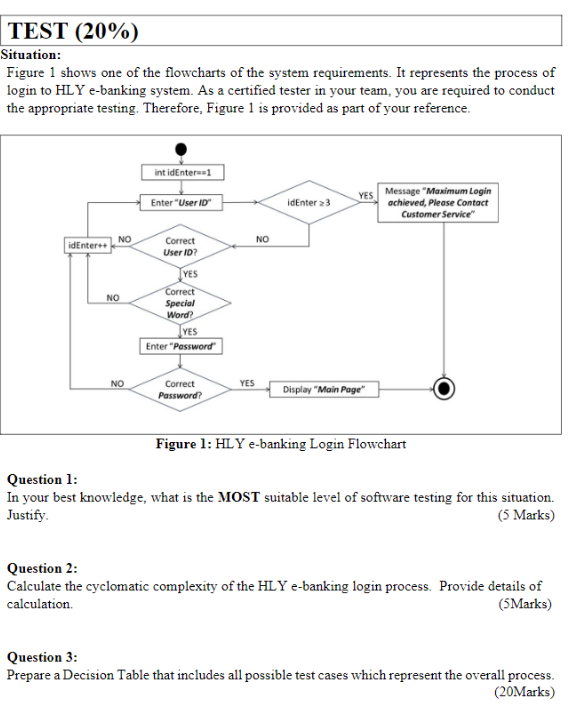 TEST (20%)
Situation:
Figure 1 shows one of the flowcharts of the system requirements. It represents the process of
login to HLY e-banking system. As a certified tester in your team, you are required to conduct
the appropriate testing. Therefore, Figure 1 is provided as part of your reference.
int idEnter==1
Enter "User ID"
idEnter ≥3
YES
Message "Maximum Login
achieved, Please Contact
Customer Service"
idEnter++
NO
Correct
User ID?
NO
YES
NO
Correct
Special
Word?
YES
Enter "Password"
NO
Correct
Password?
YES
Display "Main Page"
Figure 1: HLY e-banking Login Flowchart
Question 1:
In your best knowledge, what is the MOST suitable level of software testing for this situation.
Justify. (5 Marks)
Question 2:
Calculate the cyclomatic complexity of the HLY e-banking login process. Provide details of
calculation. (5Marks)
Question 3:
Prepare a Decision Table that includes all possible test cases which represent the overall process.
(20Marks)